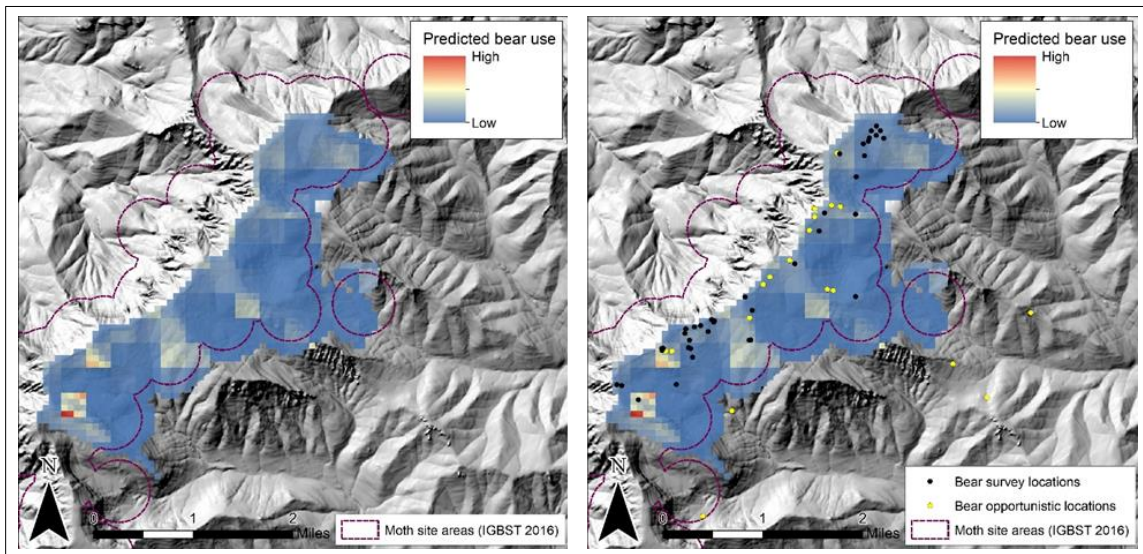 Predicted bear use
High
Low
N
0 1 2
Miles
Moth site areas (IGBST 2016)
Predicted bear use
High
Low
Bear survey locations
Bear opportunistic locations
N
0 1 2
Miles
Moth site areas (IGBST 2016)